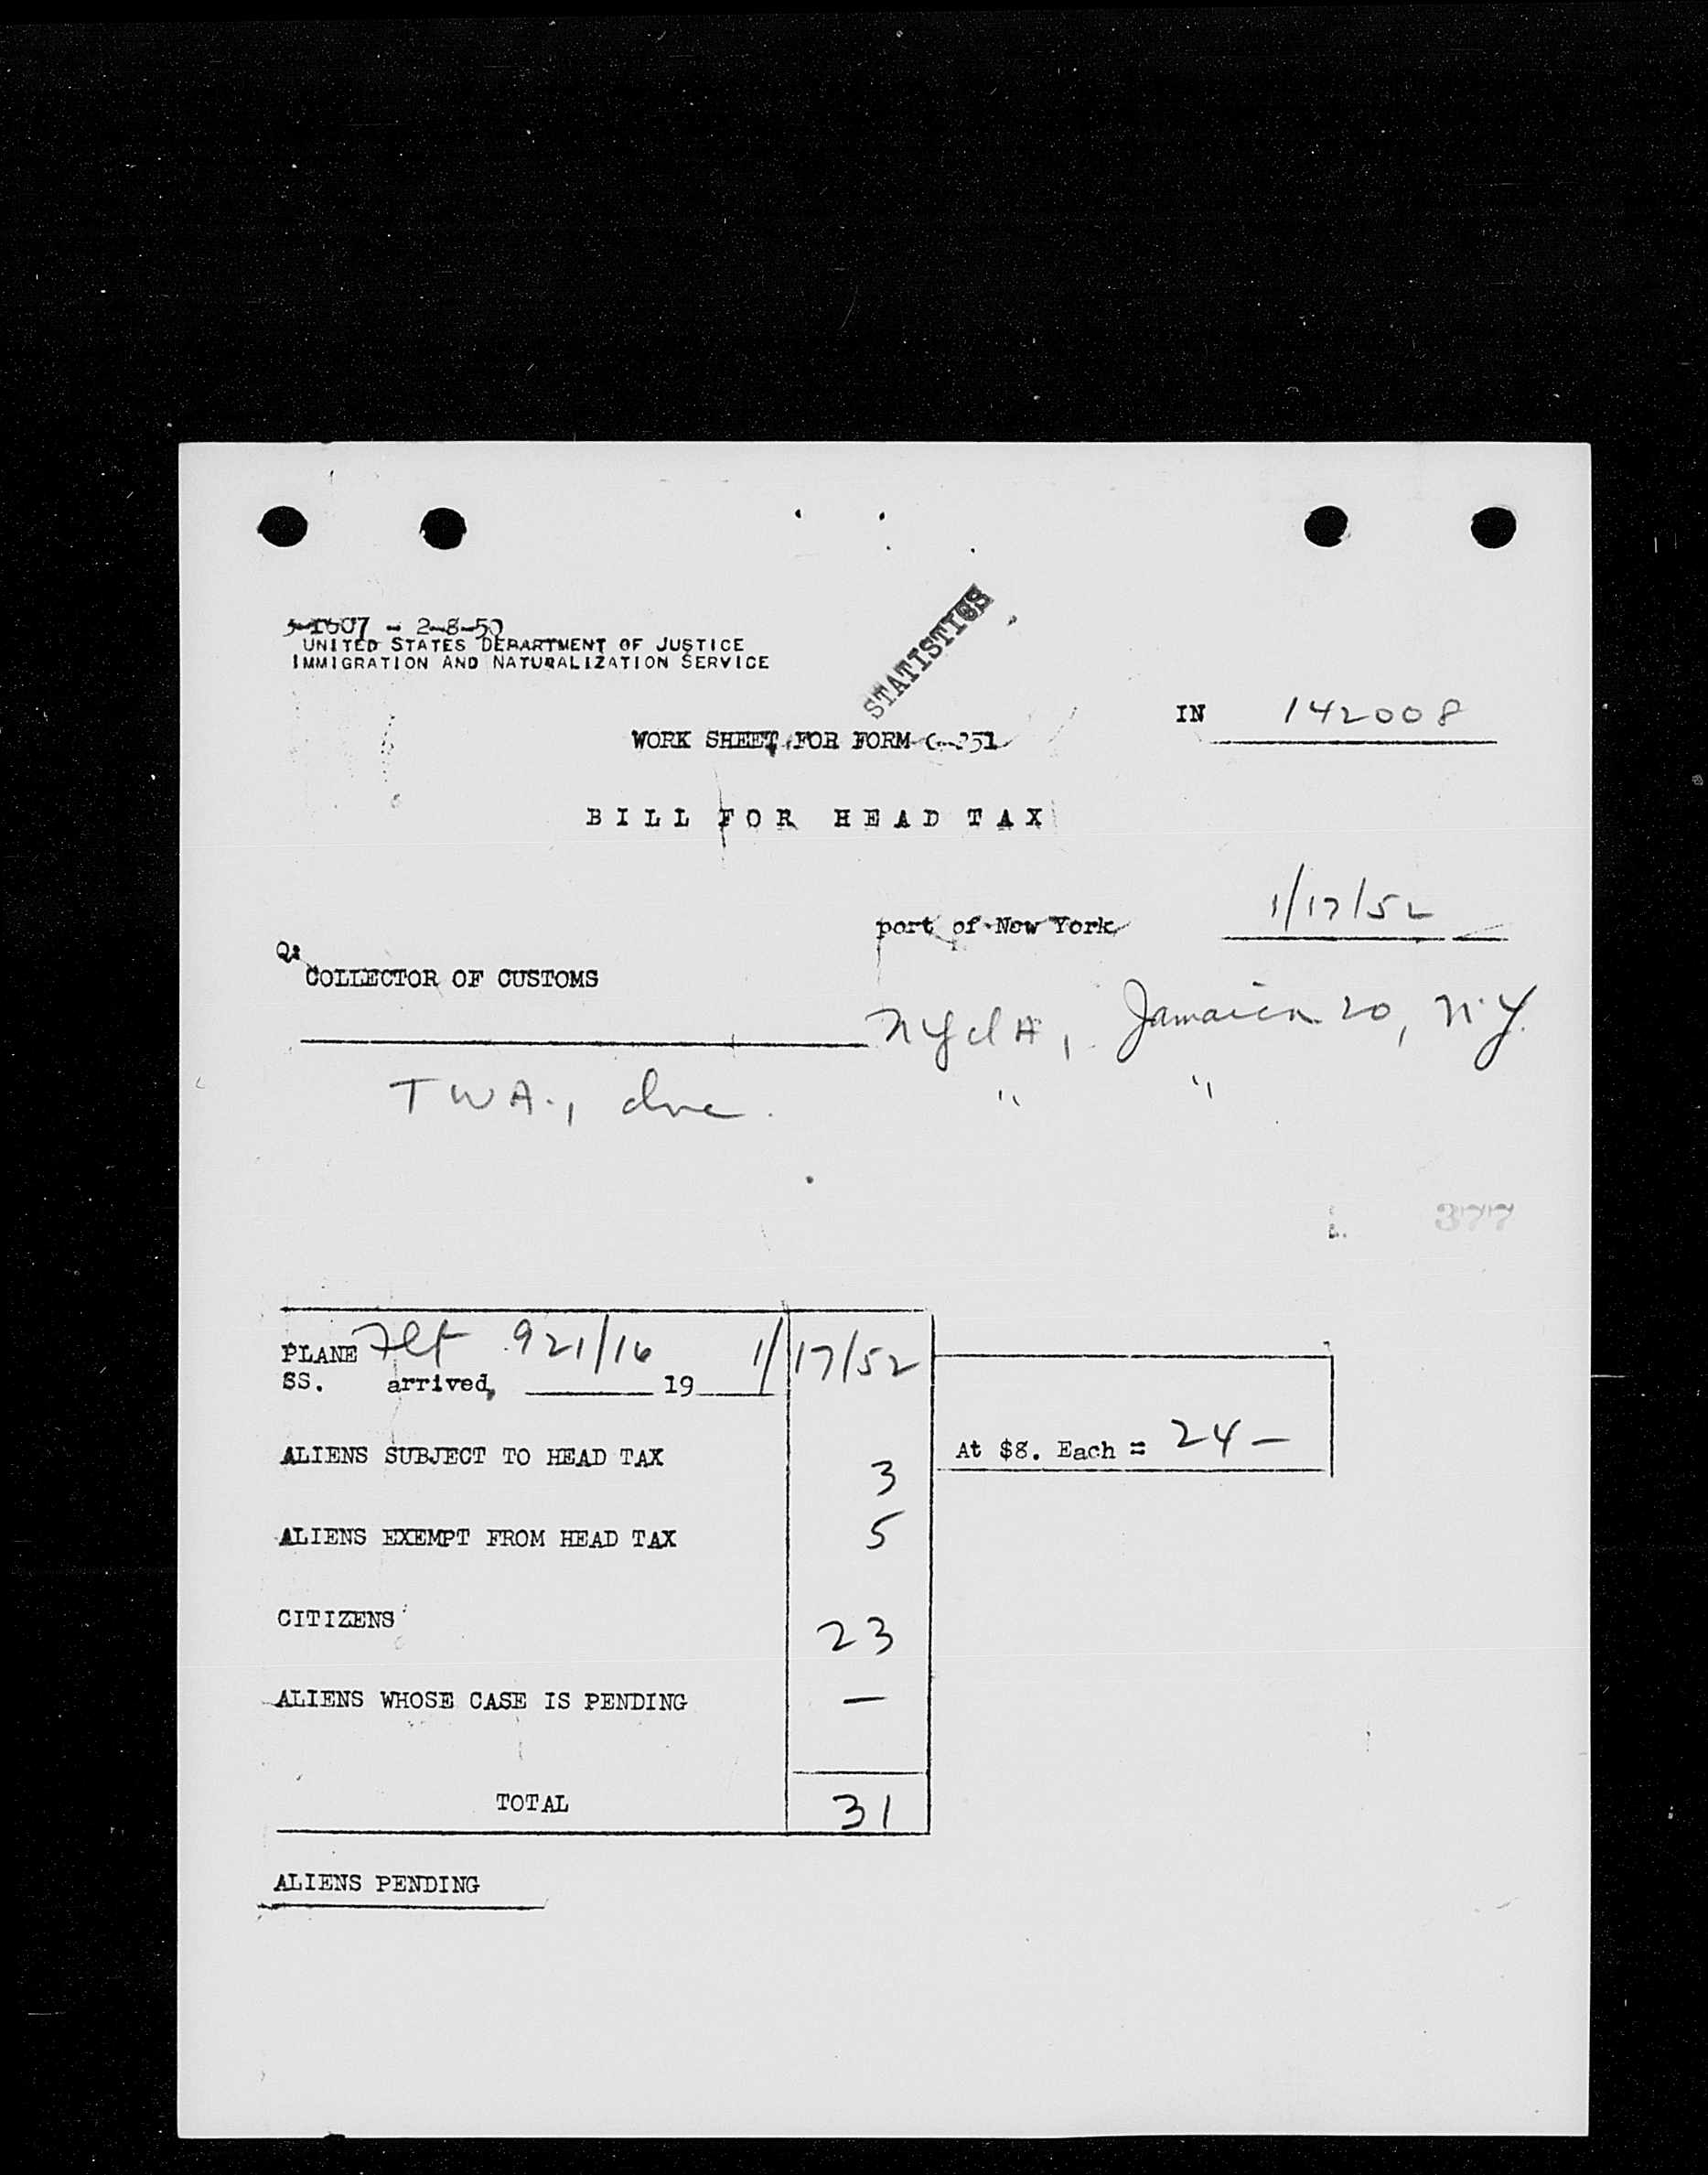 3-1607 - 2-8-50
UNITED STATES DEPARTMENT OF JUSTICE
IMMIGRATION AND NATURALIZATION SERVICE
STATISTICS
IN 142008
WORK SHEET FOR FORM G-251
BILL FOR HEAD TAX
port of New York 1/17/52
COLLECTOR OF CUSTOMS
NYIA, Jamaica 20, N.Y.
TWA., Inc. " "
377
PLANE Flt 921/16 1/17/52
SS. arrived, 19
ALIENS SUBJECT TO HEAD TAX 3 At $8. Each = 24 —
ALIENS EXEMPT FROM HEAD TAX 5
CITIZENS 23
ALIENS WHOSE CASE IS PENDING —
TOTAL 31
ALIENS PENDING